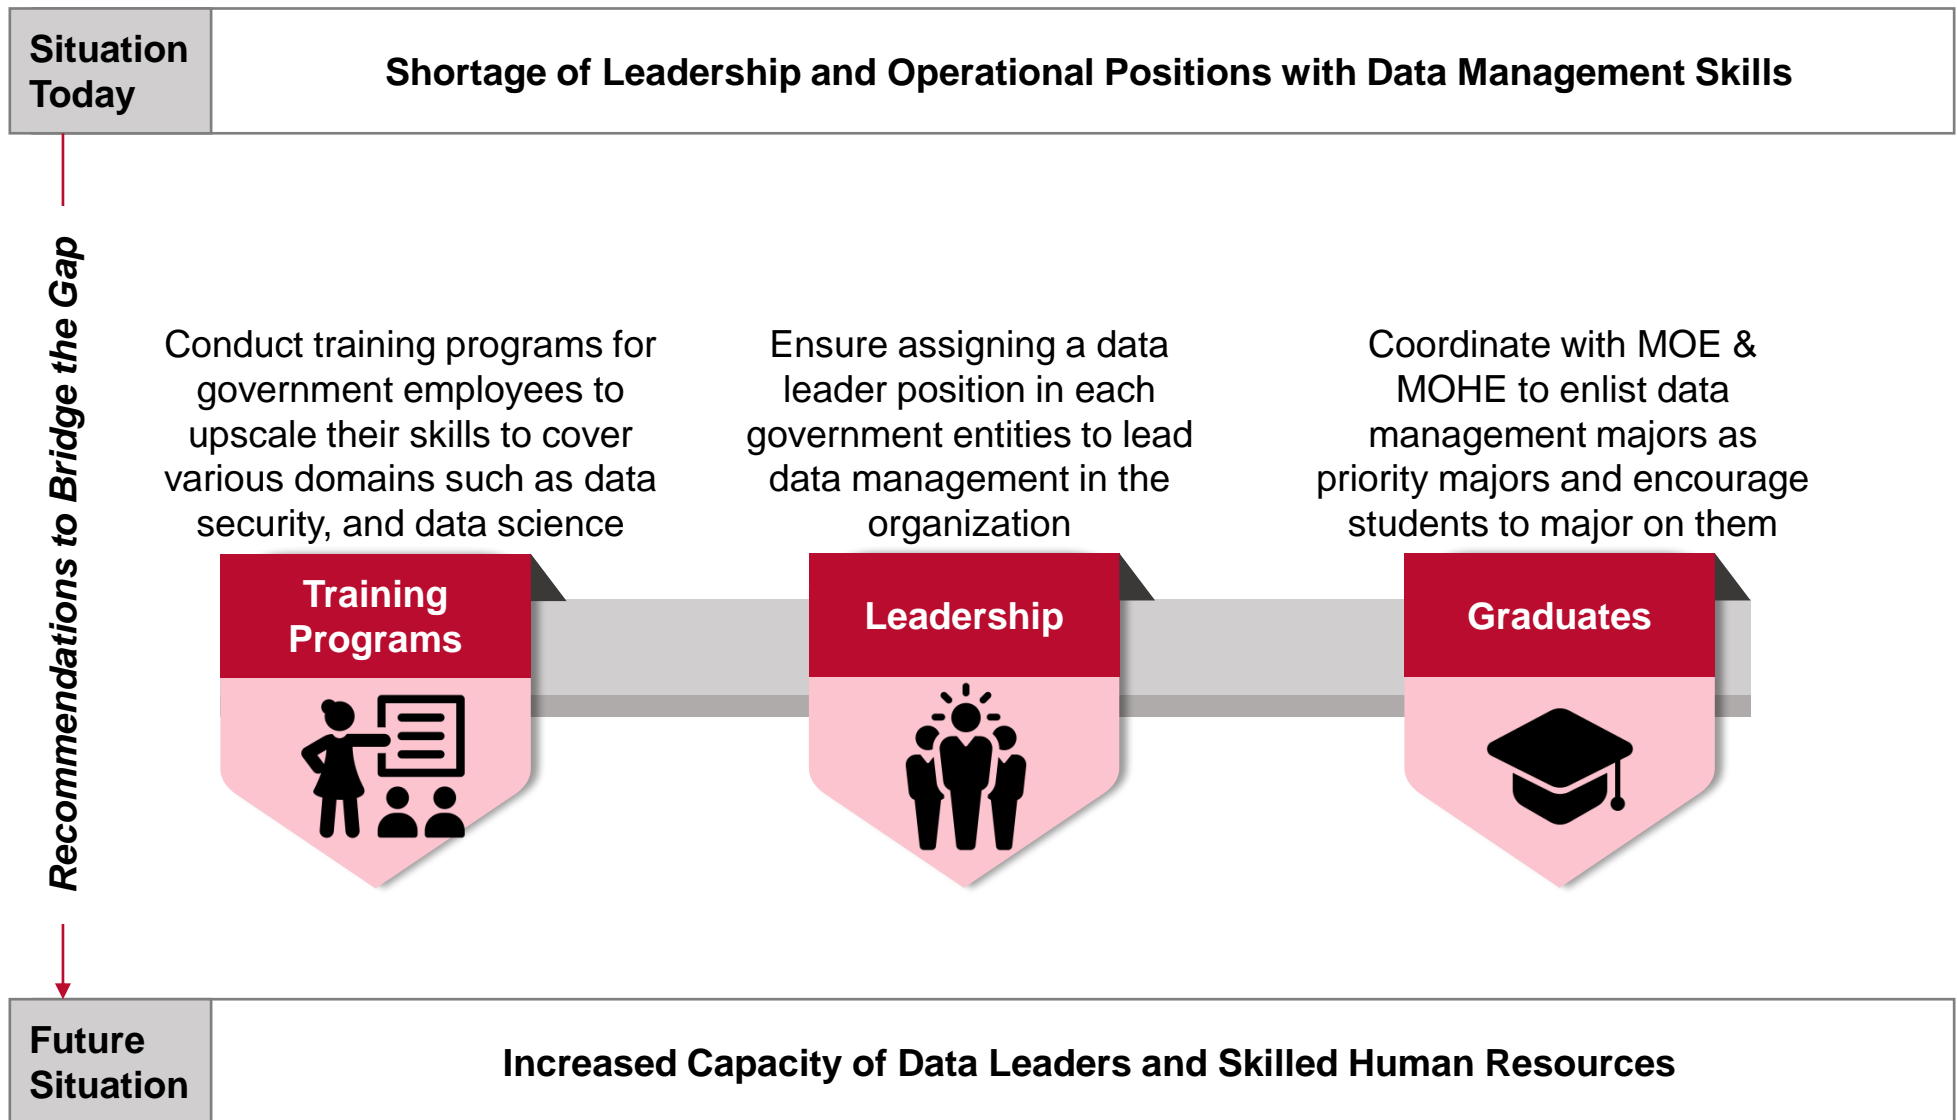 Situation
Today
Shortage of Leadership and Operational Positions with Data Management Skills
Recommendations to Bridge the Gap
Conduct training programs for
government employees to
upscale their skills to cover
various domains such as data
security, and data science
Training
Programs
Ensure assigning a data
leader position in each
government entities to lead
data management in the
organization
Leadership
Coordinate with MOE &
MOHE to enlist data
management majors as
priority majors and encourage
students to major on them
Graduates
Future
Situation
Increased Capacity of Data Leaders and Skilled Human Resources